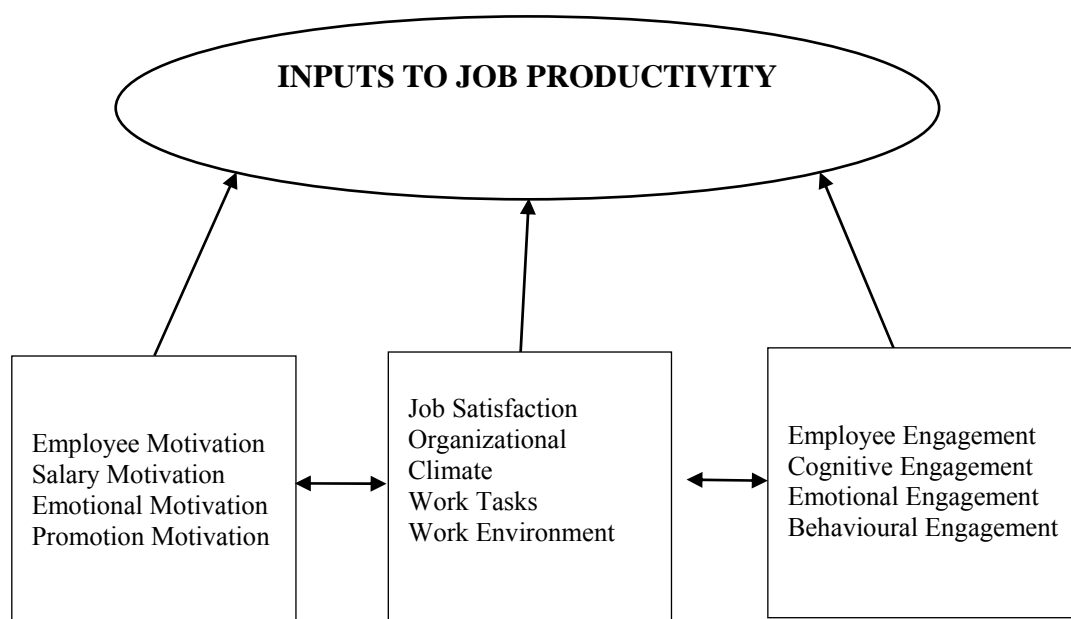 INPUTS TO JOB PRODUCTIVITY
Employee Motivation
Salary Motivation
Emotional Motivation
Promotion Motivation
Job Satisfaction
Organizational
Climate
Work Tasks
Work Environment
Employee Engagement
Cognitive Engagement
Emotional Engagement
Behavioural Engagement